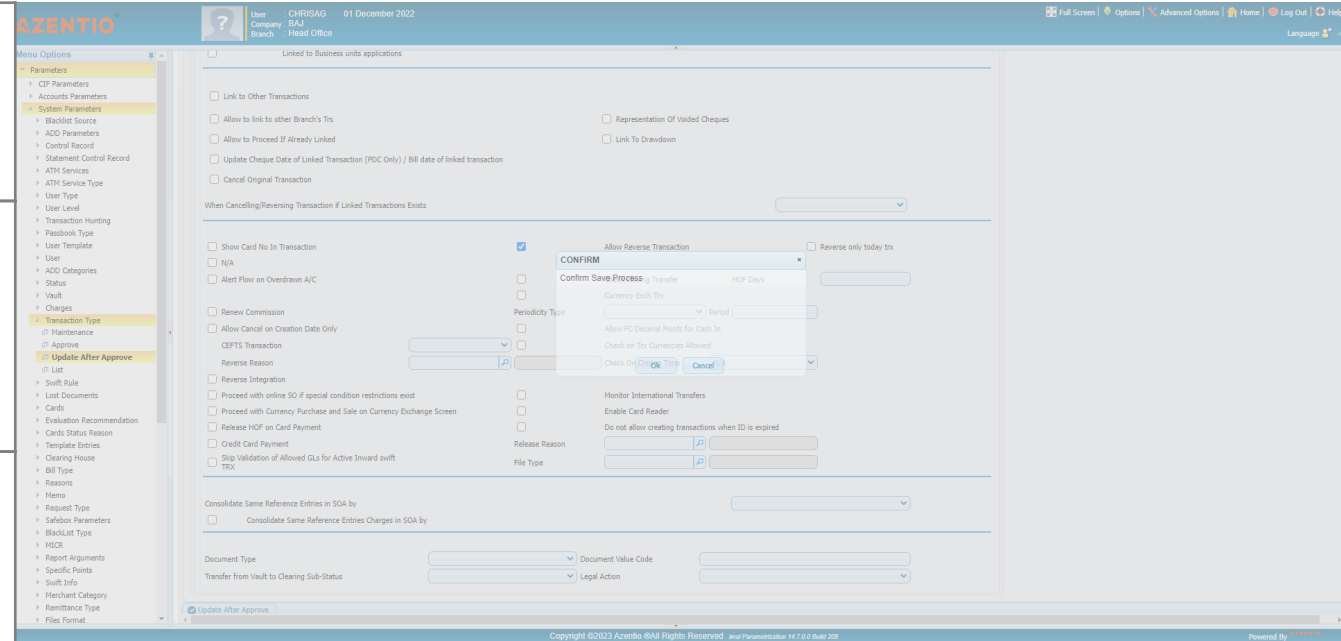 AZENTIO
User : CHRISAG 01 December 2022
Company : BAJ
Branch : Head Office
Full Screen | Options | Advanced Options | Home | Log Out | Help
Language
Menu Options
Parameters
CIF Parameters
Accounts Parameters
System Parameters
Blacklist Source
ADD Parameters
Control Record
Statement Control Record
ATM Services
ATM Service Type
User Type
User Level
Transaction Hunting
Passbook Type
User Template
User
ADD Categories
Status
Vault
Charges
Transaction Type
Maintenance
Approve
Update After Approve
List
Swift Rule
Lost Documents
Cards
Evaluation Recommendation
Cards Status Reason
Template Entries
Clearing House
Bill Type
Reasons
Memo
Request Type
Safebox Parameters
BlackList Type
MICR
Report Arguments
Specific Points
Swift Info
Merchant Category
Remittance Type
Files Format
Linked to Business units applications
Link to Other Transactions
Allow to link to other Branch's Trs Representation Of Voided Cheques
Allow to Proceed If Already Linked Link To Drawdown
Update Cheque Date of Linked Transaction (PDC Only) / Bill date of linked transaction
Cancel Original Transaction
When Cancelling/Reversing Transaction if Linked Transactions Exists
Show Card No In Transaction Allow Reverse Transaction Reverse only today trx
N/A
CONFIRM
Confirm Save Process
Ok Cancel
Alert Flow on Overdrawn A/C Transfer HOF Days
Currency Exch Trx
Renew Commission Periodicity Type Period
Allow Cancel on Creation Date Only Allow FC Decimal Points for Cash In
CEFTS Transaction Check on Trx Currencies Allowed
Reverse Reason Check On Time
Reverse Integration
Proceed with online SO if special condition restrictions exist Monitor International Transfers
Proceed with Currency Purchase and Sale on Currency Exchange Screen Enable Card Reader
Release HOF on Card Payment Do not allow creating transactions when ID is expired
Credit Card Payment Release Reason
Skip Validation of Allowed GLs for Active Inward swift
TRX File Type
Consolidate Same Reference Entries in SOA by
Consolidate Same Reference Entries Charges in SOA by
Document Type Document Value Code
Transfer from Vault to Clearing Sub-Status Legal Action
Update After Approve
Copyright ©2023 Azentio ®All Rights Reserved imal Parametrization 14.7.0.0 Build 209
Powered By